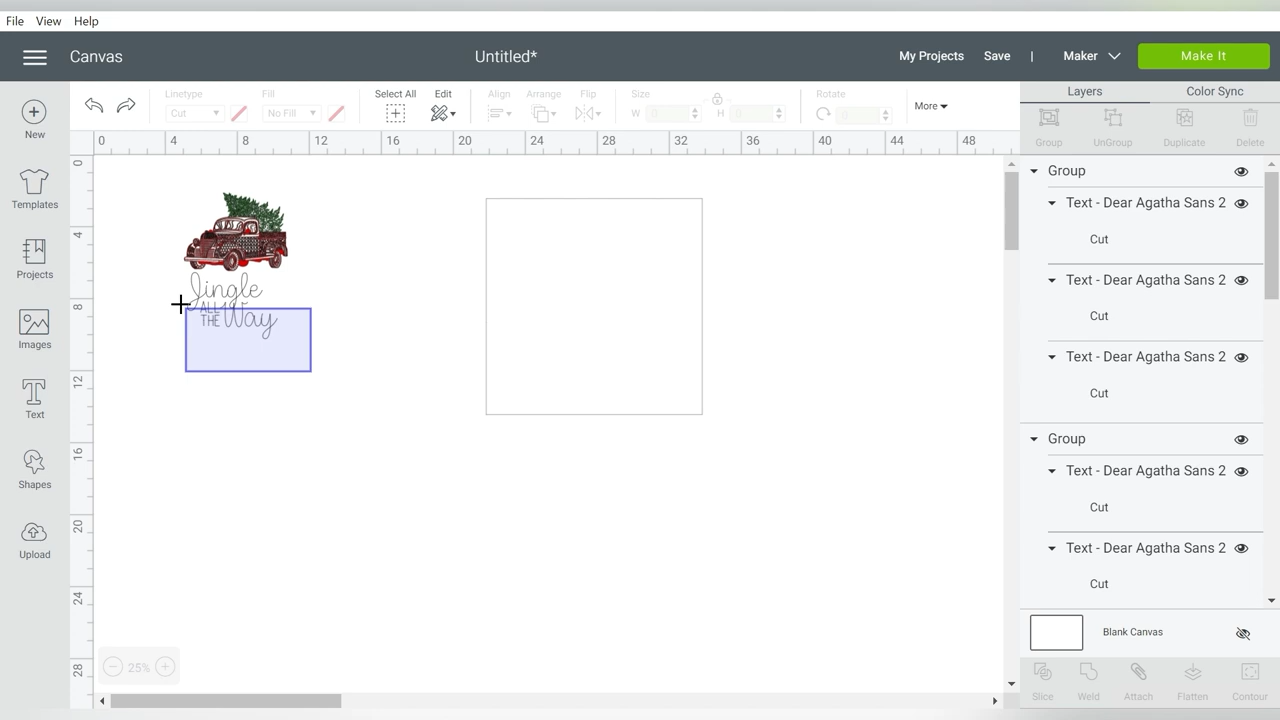 File View Help
Canvas
Untitled*
My Projects Save | Maker Make It
New
Templates
Projects
Images
Text
Shapes
Upload
Linetype
Cut
Fill
No Fill
Select All
Edit
Align
Arrange
Flip
Size
W 0
H 0
Rotate
0
More
0 4 8 12 16 20 24 28 32 36 40 44 48
0
4
8
12
16
20
24
28
Jingle
ALL
THE Way
25%
Layers Color Sync
Group UnGroup Duplicate Delete
Group
Text - Dear Agatha Sans 2
Cut
Text - Dear Agatha Sans 2
Cut
Text - Dear Agatha Sans 2
Cut
Group
Text - Dear Agatha Sans 2
Cut
Text - Dear Agatha Sans 2
Cut
Blank Canvas
Slice Weld Attach Flatten Contour